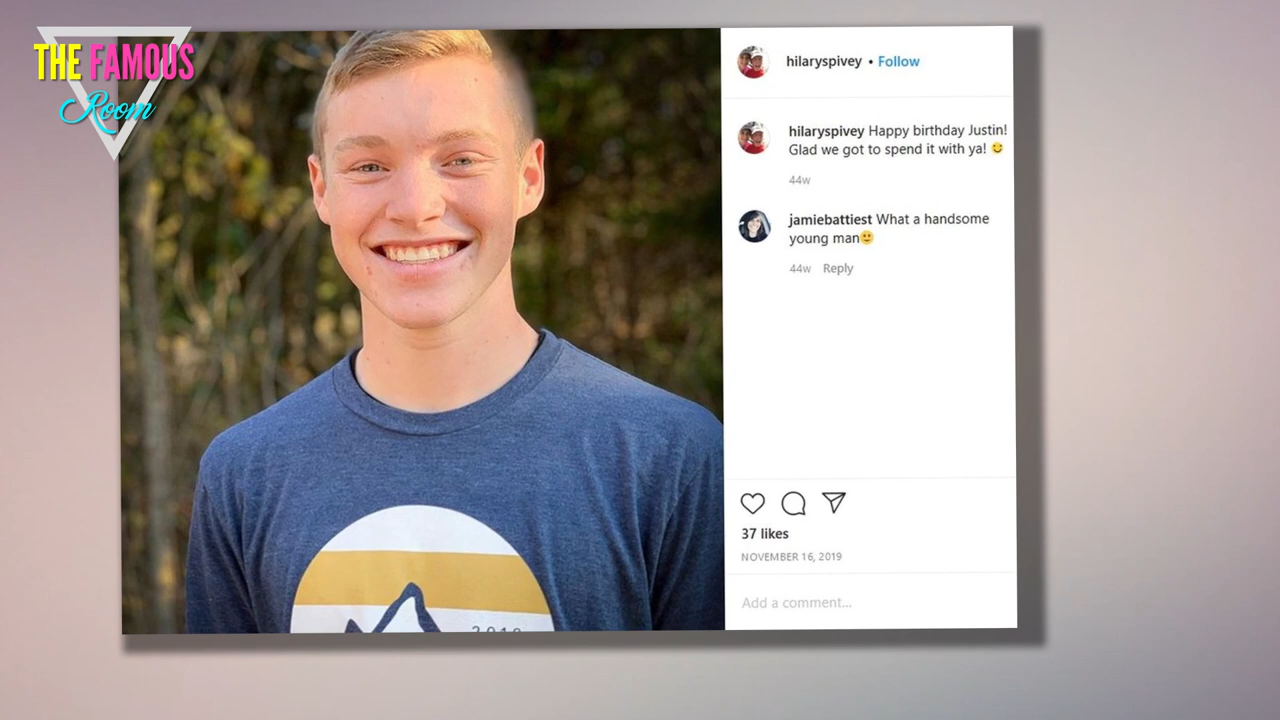 THE FAMOUS
Room
hilaryspivey • Follow
hilaryspivey Happy birthday Justin!
Glad we got to spend it with ya! 😉
44w
jamiebattiest What a handsome
young man🙂
44w Reply
37 likes
NOVEMBER 16, 2019
Add a comment...
2019